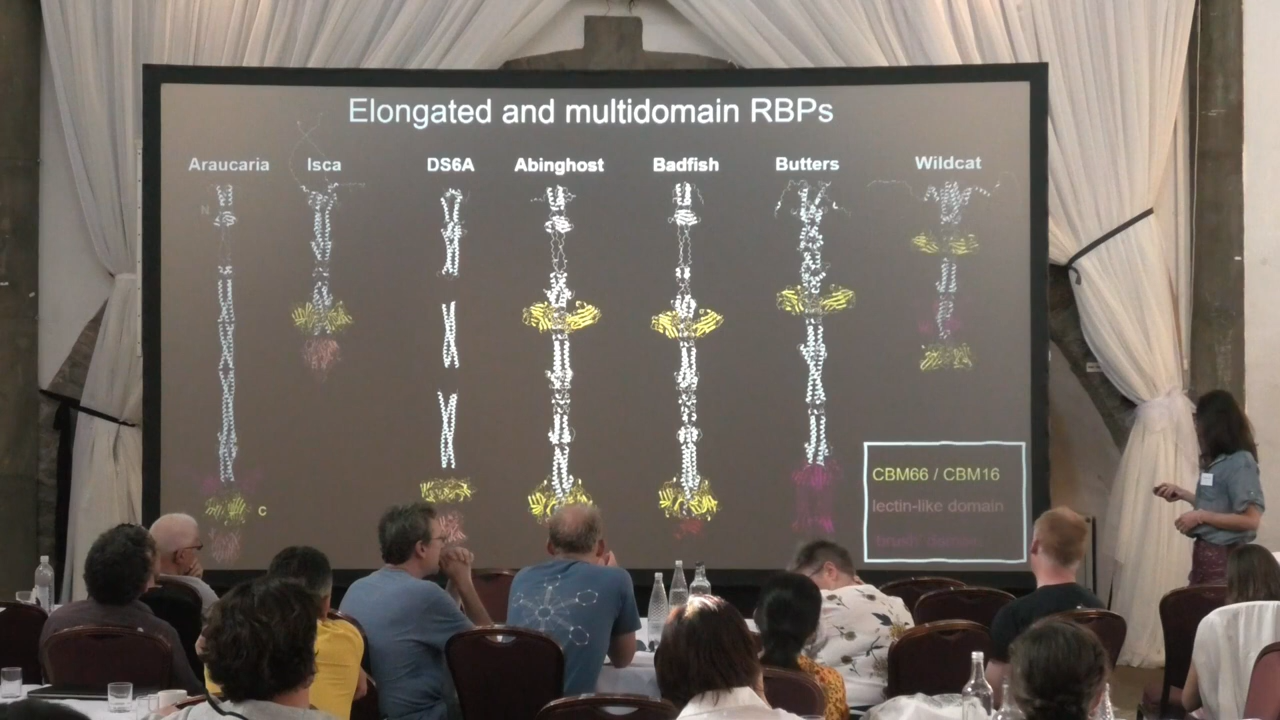 Elongated and multidomain RBPs
Araucaria Isca DS6A Abinghost Badfish Butters Wildcat
N
C
CBM66 / CBM16
lectin-like domain